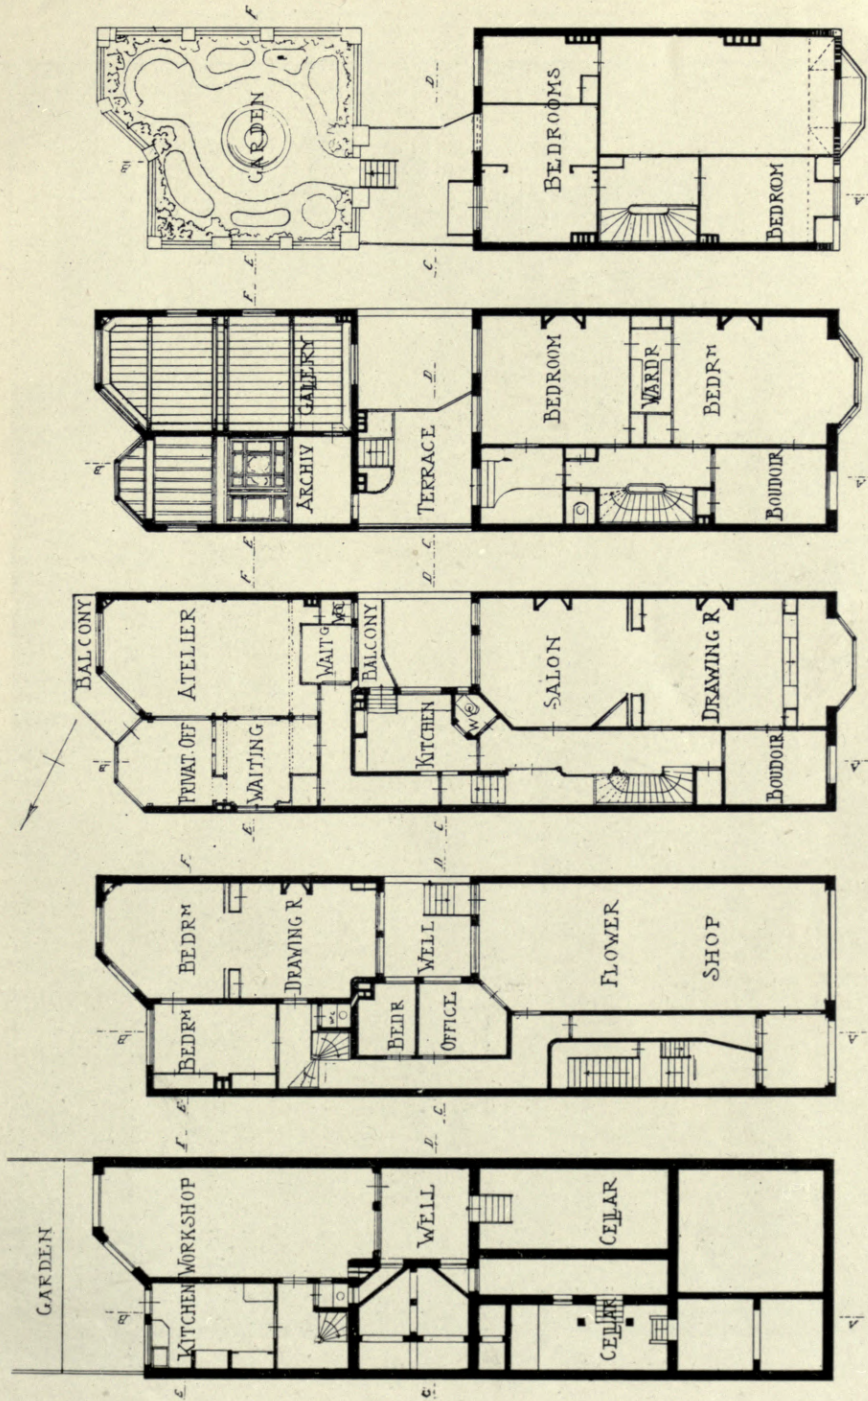 F
D
B
GARDEN
BEDROOMS
BEDROOM
A
E
C
F
D
GALLERY
BEDROOM
WARDR
BEDRM
B
ARCHIV
TERRACE
BOUDOIR
A
E
C
F
D
BALCONY
ATELIER
WAITG
WC
BALCONY
SALON
DRAWING R
B
PRIVAT. OFF
WAITING
KITCHEN
WC
BOUDOIR
A
E
C
F
D
BEDRM
DRAWING R
WELL
FLOWER
SHOP
B
BEDRM
WC
BEDR
OFFICE
A
E
C
F
D
GARDEN
WORKSHOP
WELL
CELLAR
B
KITCHEN
CELLAR
A
E
C